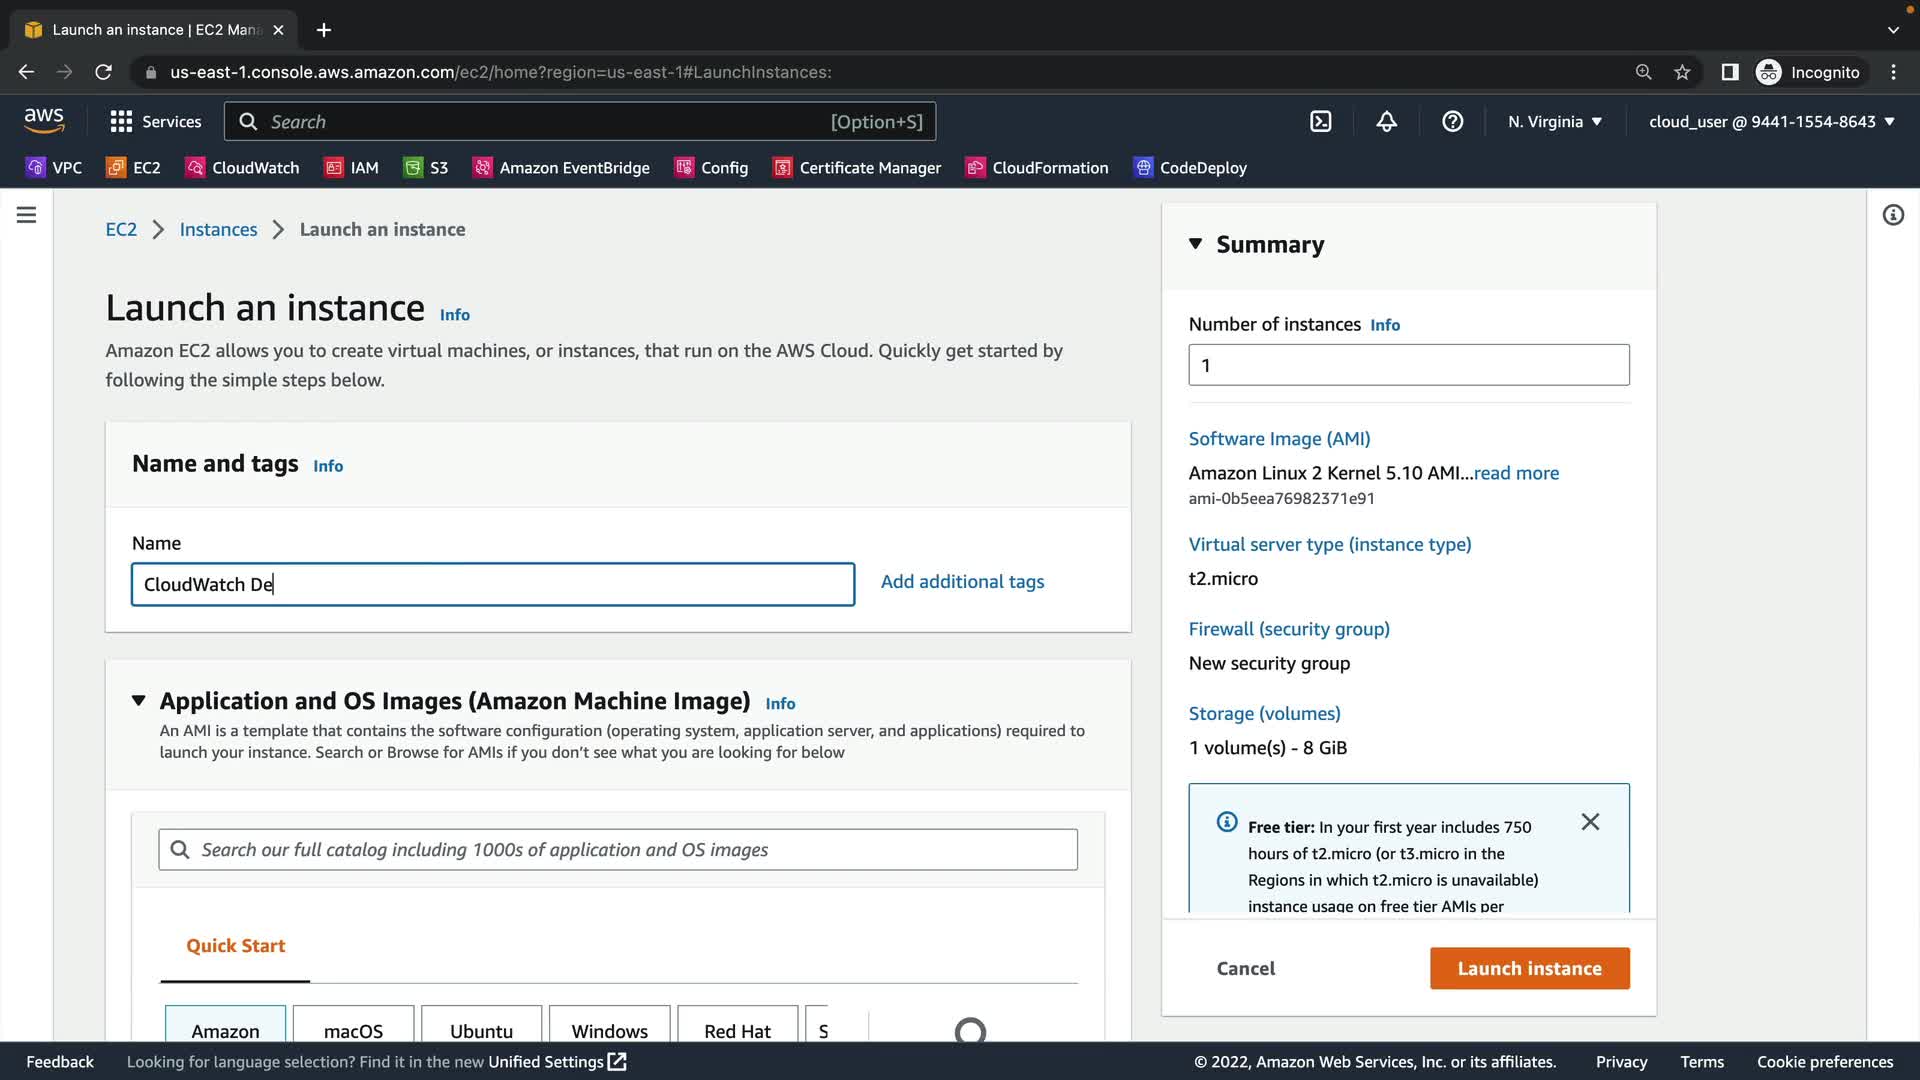 Launch an instance | EC2 Mana
us-east-1.console.aws.amazon.com/ec2/home?region=us-east-1#LaunchInstances:
Incognito
aws
Services
Search
[Option+S]
N. Virginia
cloud_user @ 9441-1554-8643
VPC
EC2
CloudWatch
IAM
S3
Amazon EventBridge
Config
Certificate Manager
CloudFormation
CodeDeploy
EC2
Instances
Launch an instance
Launch an instance Info
Amazon EC2 allows you to create virtual machines, or instances, that run on the AWS Cloud. Quickly get started by
following the simple steps below.
Name and tags Info
Name
CloudWatch De
Add additional tags
Application and OS Images (Amazon Machine Image) Info
An AMI is a template that contains the software configuration (operating system, application server, and applications) required to
launch your instance. Search or Browse for AMIs if you don't see what you are looking for below
Search our full catalog including 1000s of application and OS images
Quick Start
Amazon
macOS
Ubuntu
Windows
Red Hat
S
Summary
Number of instances Info
1
Software Image (AMI)
Amazon Linux 2 Kernel 5.10 AMI...read more
ami-0b5eea76982371e91
Virtual server type (instance type)
t2.micro
Firewall (security group)
New security group
Storage (volumes)
1 volume(s) - 8 GiB
Free tier: In your first year includes 750
hours of t2.micro (or t3.micro in the
Regions in which t2.micro is unavailable)
instance usage on free tier AMIs per
Cancel
Launch instance
Feedback
Looking for language selection? Find it in the new Unified Settings
© 2022, Amazon Web Services, Inc. or its affiliates.
Privacy
Terms
Cookie preferences